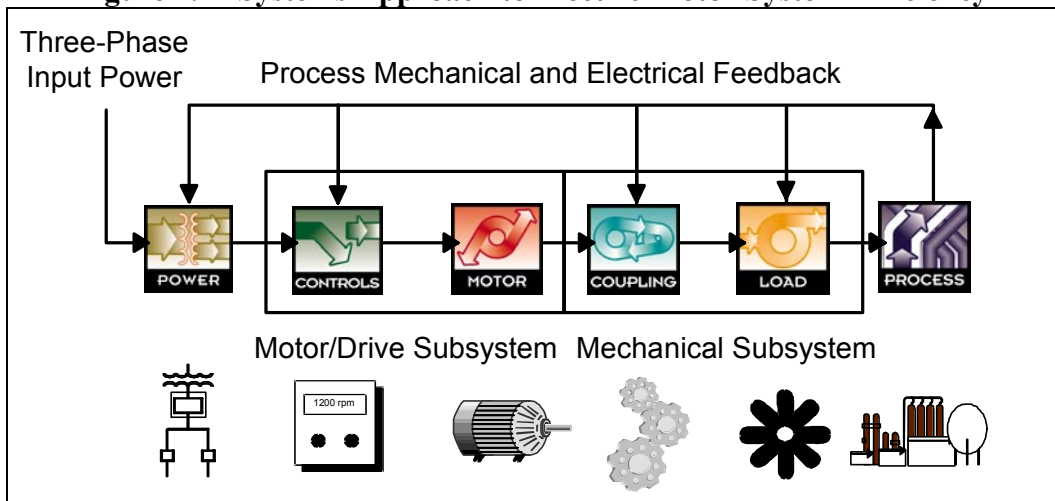 Three-Phase
Input Power
Process Mechanical and Electrical Feedback
POWER
CONTROLS
MOTOR
COUPLING
LOAD
PROCESS
Motor/Drive Subsystem
Mechanical Subsystem
1200 rpm